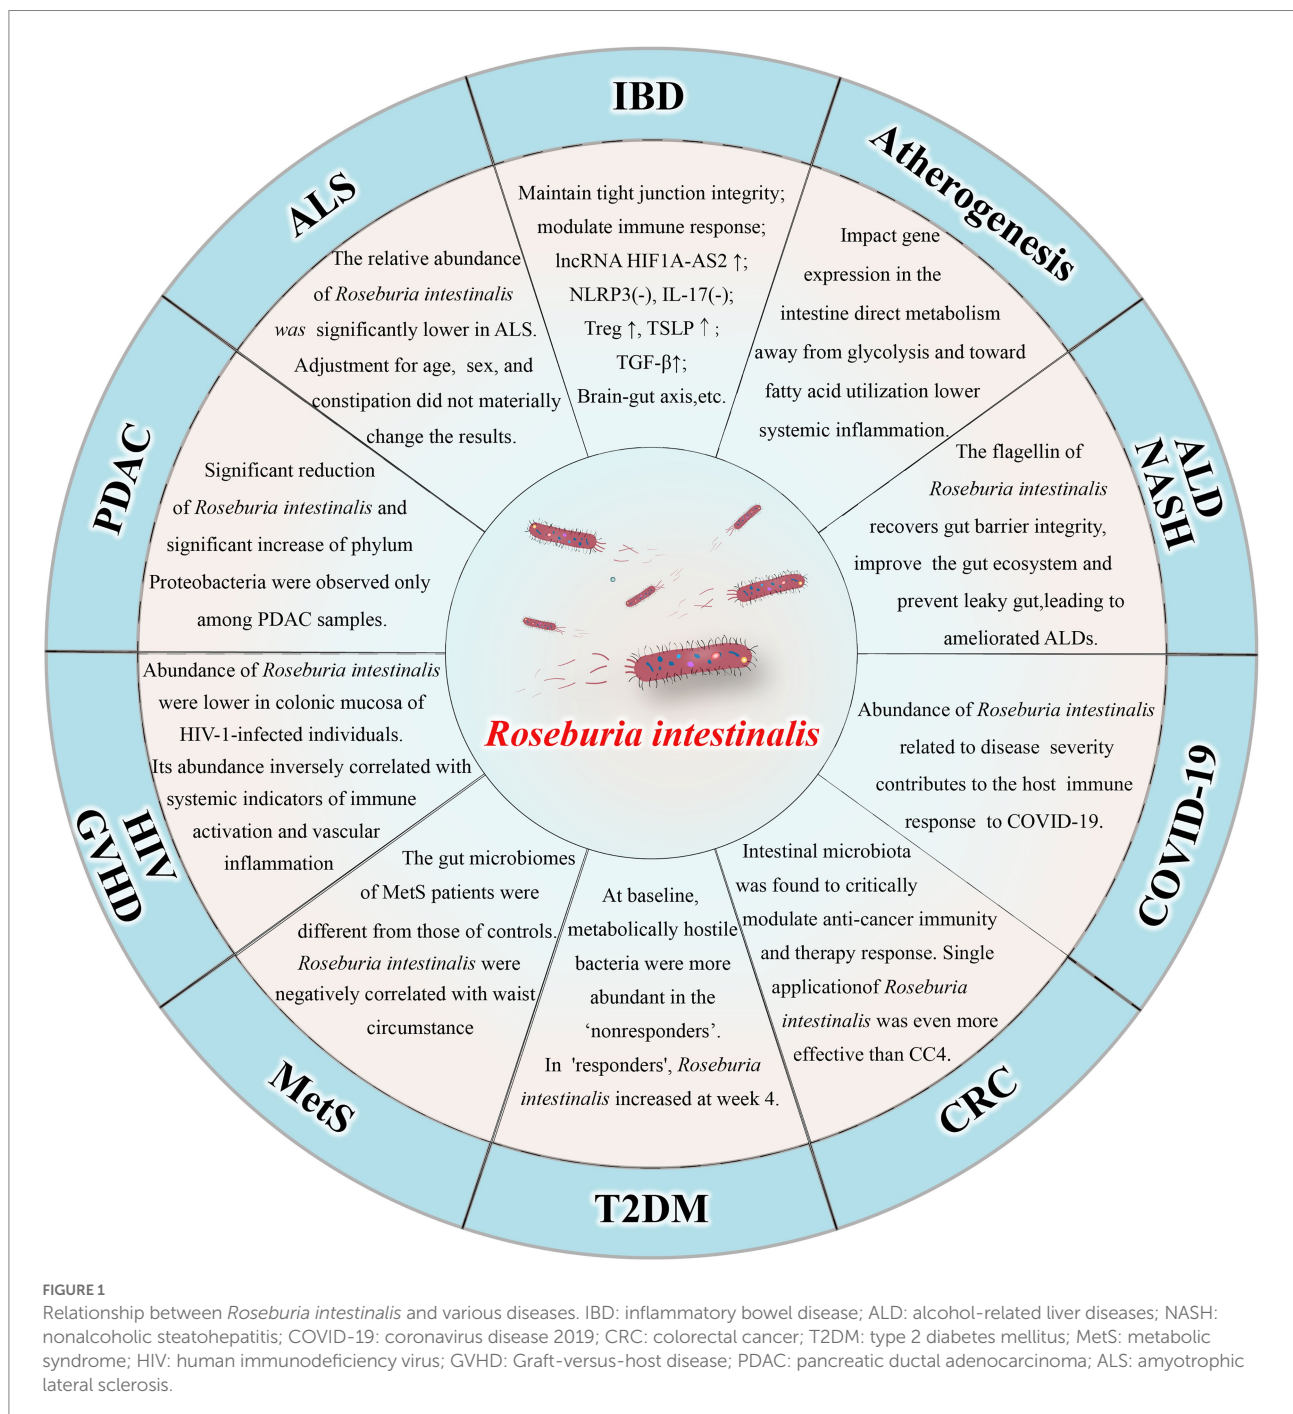 IBD
Maintain tight junction integrity;
modulate immune response;
lncRNA HIF1A-AS2 ↑;
NLRP3(-), IL-17(-);
Treg ↑, TSLP ↑ ;
TGF-β↑;
Brain-gut axis,etc.
Atherogenesis
Impact gene
expression in the
intestine direct metabolism
away from glycolysis and toward
fatty acid utilization lower
systemic inflammation.
ALD
NASH
The flagellin of
Roseburia intestinalis
recovers gut barrier integrity,
improve the gut ecosystem and
prevent leaky gut,leading to
ameliorated ALDs.
COVID-19
Abundance of Roseburia intestinalis
related to disease severity
contributes to the host immune
response to COVID-19.
CRC
Intestinal microbiota
was found to critically
modulate anti-cancer immunity
and therapy response. Single
applicationof Roseburia
intestinalis was even more
effective than CC4.
T2DM
At baseline,
metabolically hostile
bacteria were more
abundant in the
‘nonresponders’.
In 'responders', Roseburia
intestinalis increased at week 4.
MetS
The gut microbiomes
of MetS patients were
different from those of controls.
Roseburia intestinalis were
negatively correlated with waist
circumstance
HIV
GVHD
Abundance of Roseburia intestinalis
were lower in colonic mucosa of
HIV-1-infected individuals.
Its abundance inversely correlated with
systemic indicators of immune
activation and vascular
inflammation
PDAC
Significant reduction
of Roseburia intestinalis and
significant increase of phylum
Proteobacteria were observed only
among PDAC samples.
ALS
The relative abundance
of Roseburia intestinalis
was significantly lower in ALS.
Adjustment for age, sex, and
constipation did not materially
change the results.
Roseburia intestinalis
FIGURE 1
Relationship between Roseburia intestinalis and various diseases. IBD: inflammatory bowel disease; ALD: alcohol-related liver diseases; NASH:
nonalcoholic steatohepatitis; COVID-19: coronavirus disease 2019; CRC: colorectal cancer; T2DM: type 2 diabetes mellitus; MetS: metabolic
syndrome; HIV: human immunodeficiency virus; GVHD: Graft-versus-host disease; PDAC: pancreatic ductal adenocarcinoma; ALS: amyotrophic
lateral sclerosis.